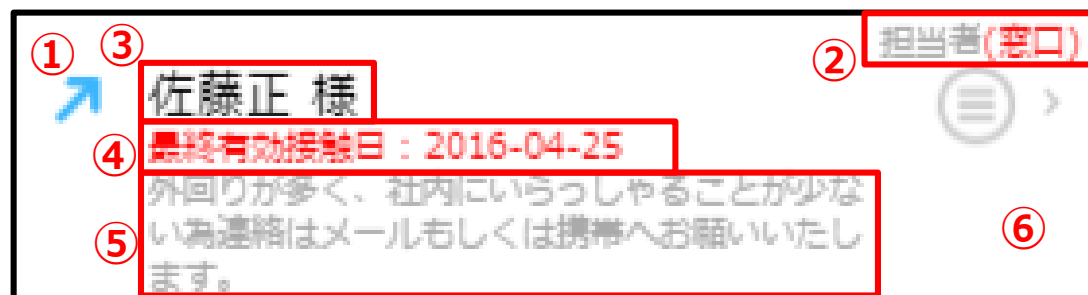 ① ③ ② 担当者(窓口)
佐藤正 様
④ 最終有効接触日：2016-04-25
外回りが多く、社内にいらっしゃることが少な
⑤ い為連絡はメールもしくは携帯へお願いいたし ⑥
ます。